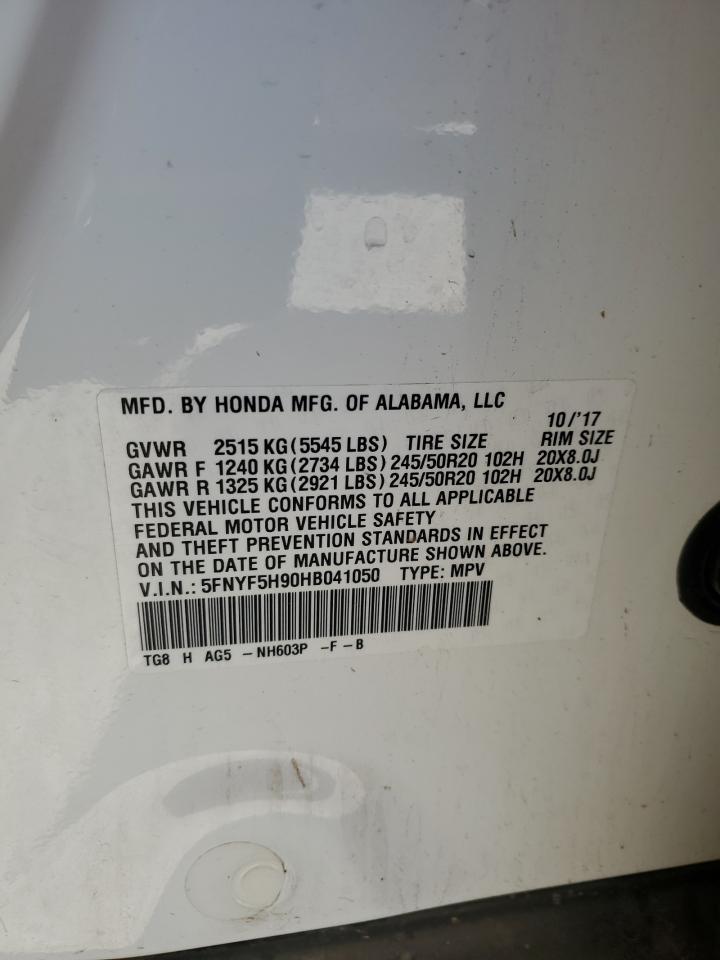 MFD. BY HONDA MFG. OF ALABAMA, LLC 10/'17
GVWR 2515 KG (5545 LBS) TIRE SIZE RIM SIZE
GAWR F 1240 KG (2734 LBS) 245/50R20 102H 20X8.0J
GAWR R 1325 KG (2921 LBS) 245/50R20 102H 20X8.0J
THIS VEHICLE CONFORMS TO ALL APPLICABLE
FEDERAL MOTOR VEHICLE SAFETY
AND THEFT PREVENTION STANDARDS IN EFFECT
ON THE DATE OF MANUFACTURE SHOWN ABOVE.
V.I.N.: 5FNYF5H90HB041050 TYPE: MPV
TG8 H AG5 -NH603P -F-B